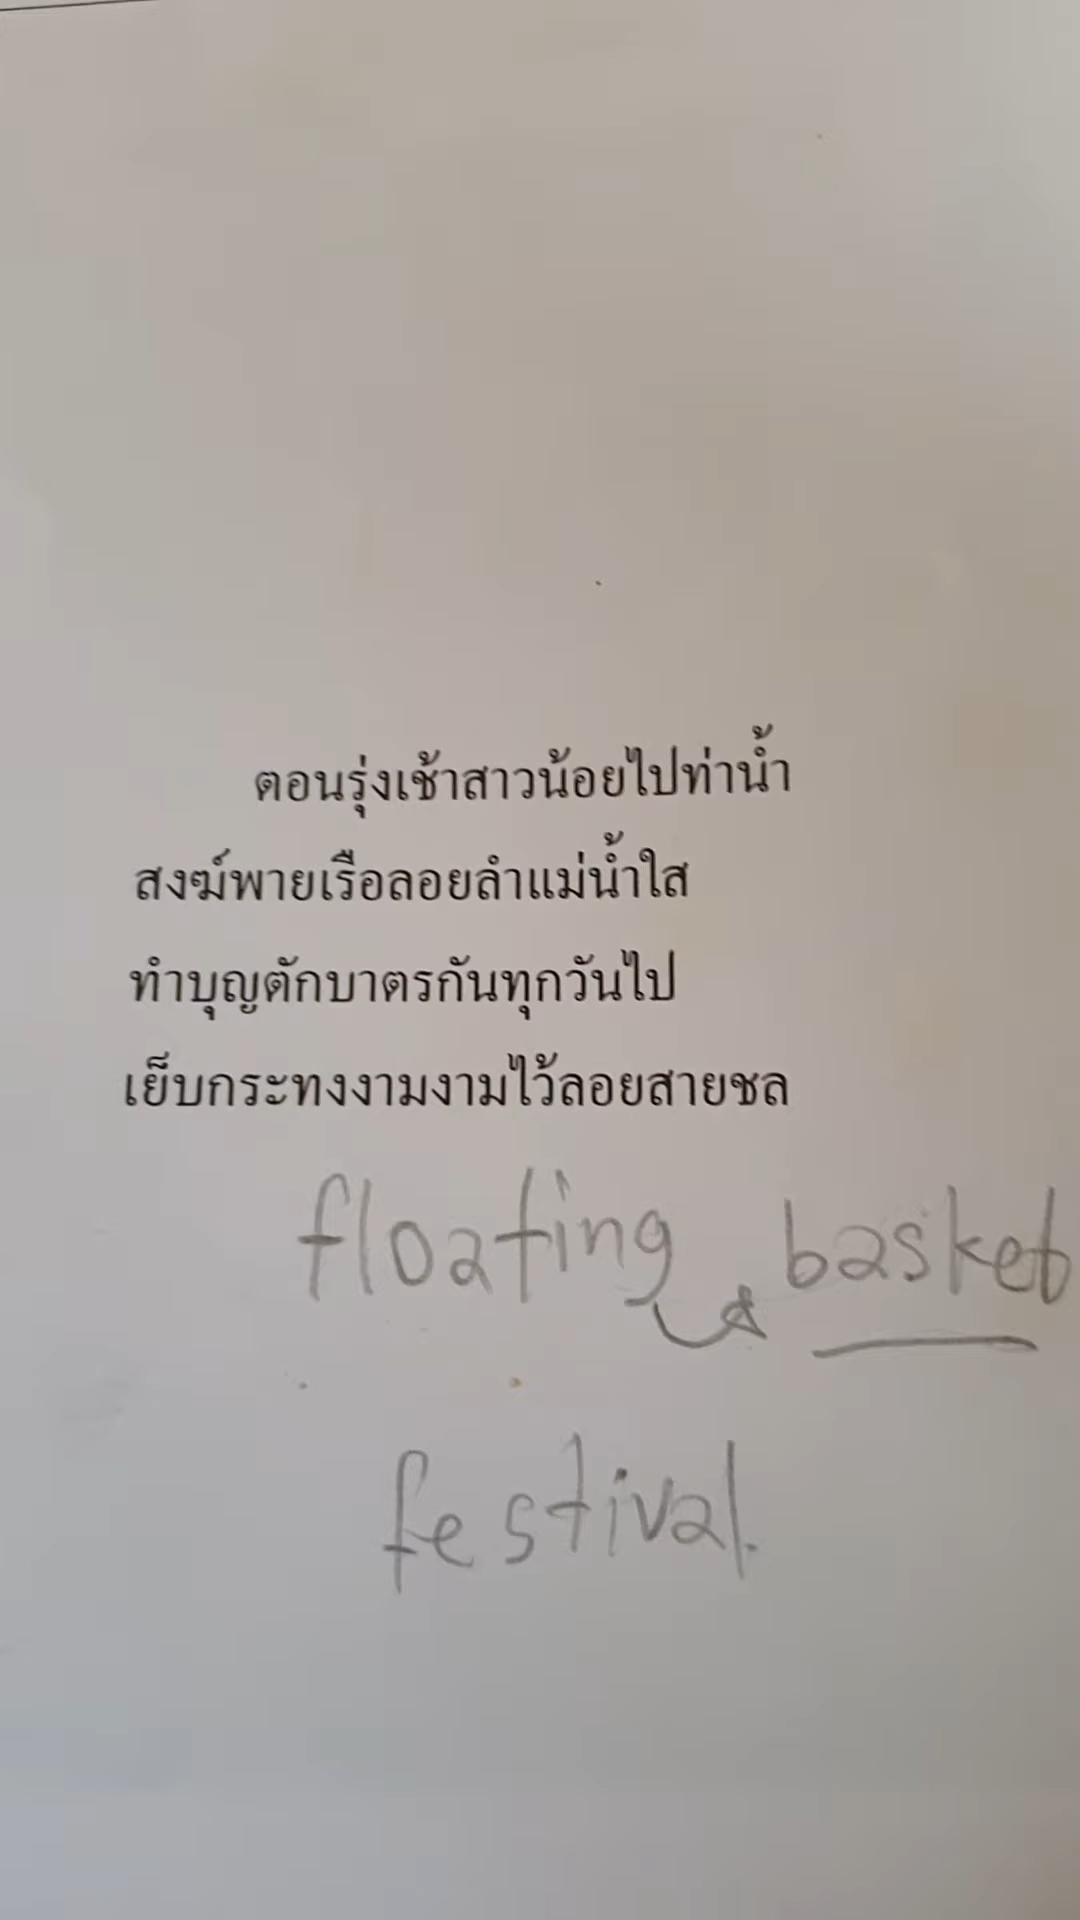 ตอนรุ่งเช้าสาวน้อยไปท่าน้ำ
สงฆ์พายเรือลอยลำแม่น้ำใส
ทำบุญตักบาตรกันทุกวันไป
เย็บกระทงงามงามไว้ลอยสายชล
floating basket
festival.